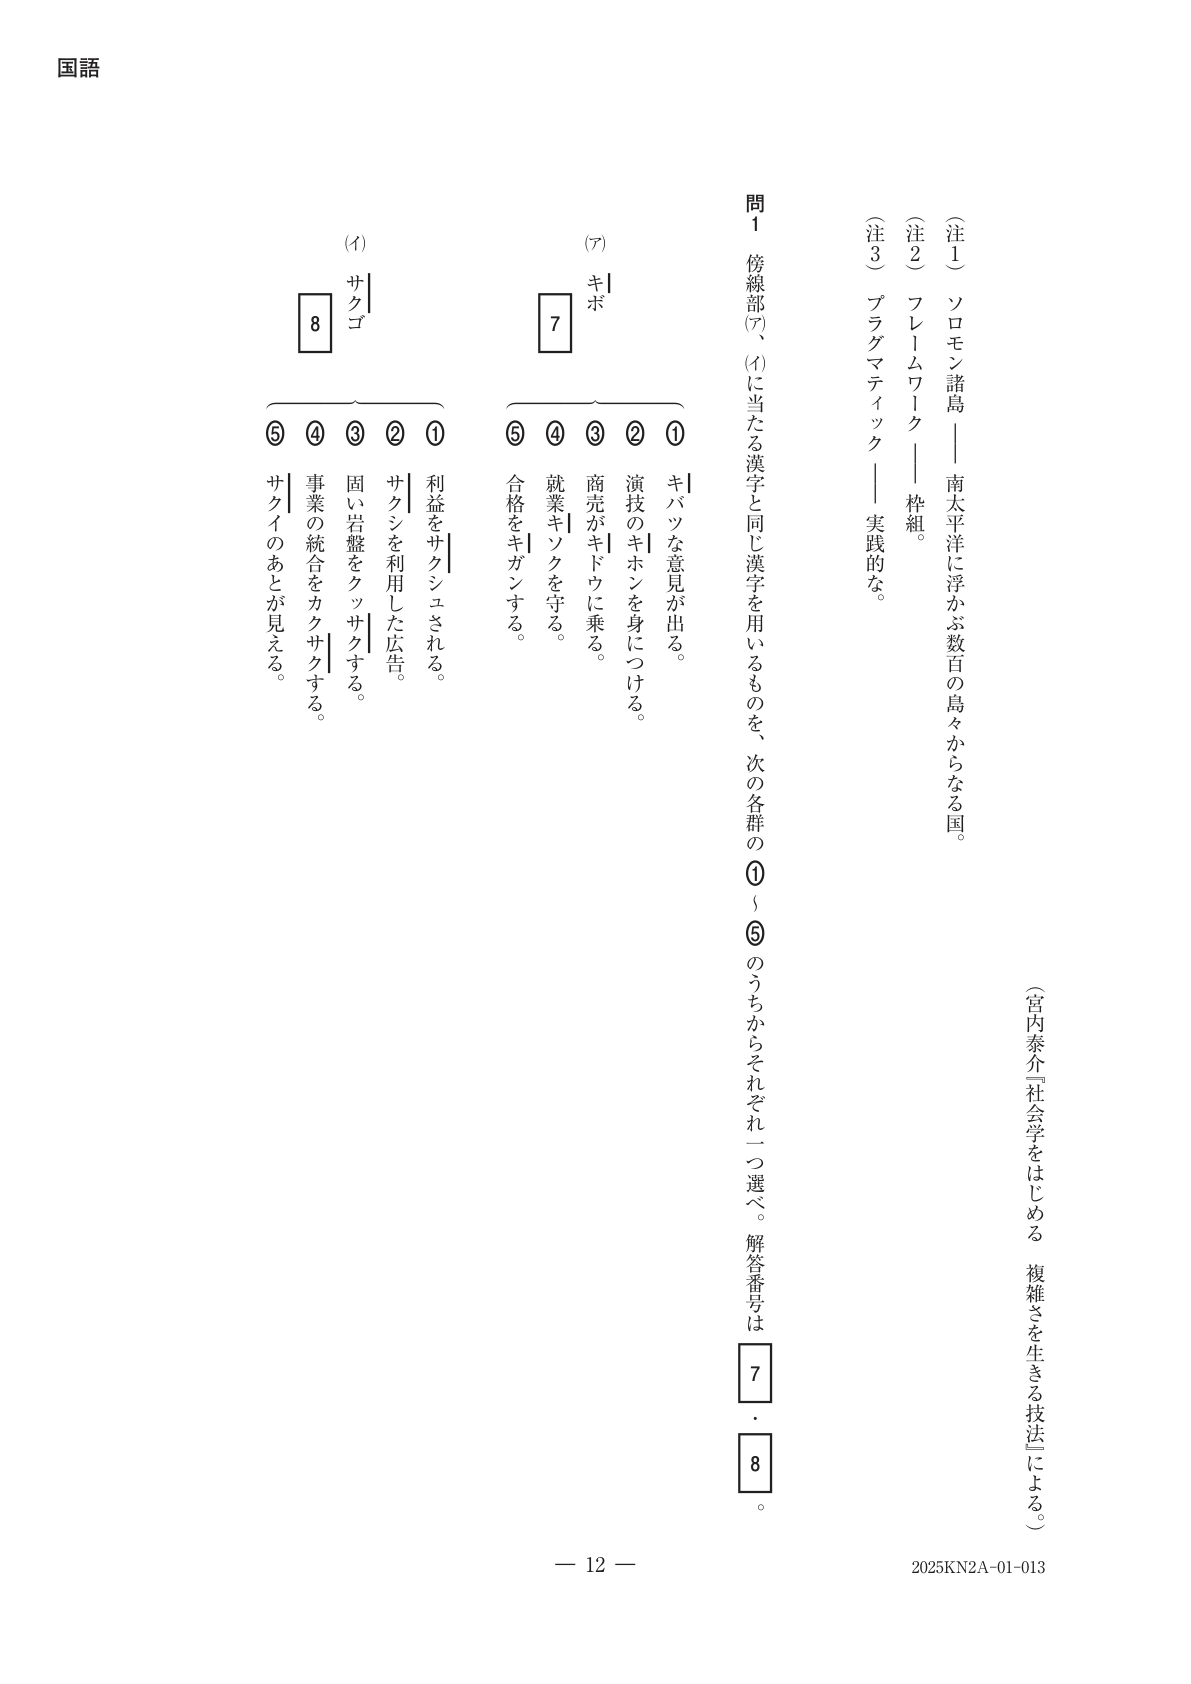 国語
（宮内泰介『社会学をはじめる　複雑さを生きる技法』による。）
（注１）　ソロモン諸島 ―― 南太平洋に浮かぶ数百の島々からなる国。
（注２）　フレームワーク ―― 枠組。
（注３）　プラグマティック ―― 実践的な。
問1　傍線部(ア)、(イ)に当たる漢字と同じ漢字を用いるものを、次の各群の①～⑤のうちからそれぞれ一つ選べ。解答番号は 7 ・ 8 。
(ア)　キボ
7
①　キバツな意見が出る。
②　演技のキホンを身につける。
③　商売がキドウに乗る。
④　就業キソクを守る。
⑤　合格をキガンする。
(イ)　サクゴ
8
①　利益をサクシュされる。
②　サクシを利用した広告。
③　固い岩盤をクッサクする。
④　事業の統合をカクサクする。
⑤　サクイのあとが見える。
— 12 —
2025KN2A-01-013